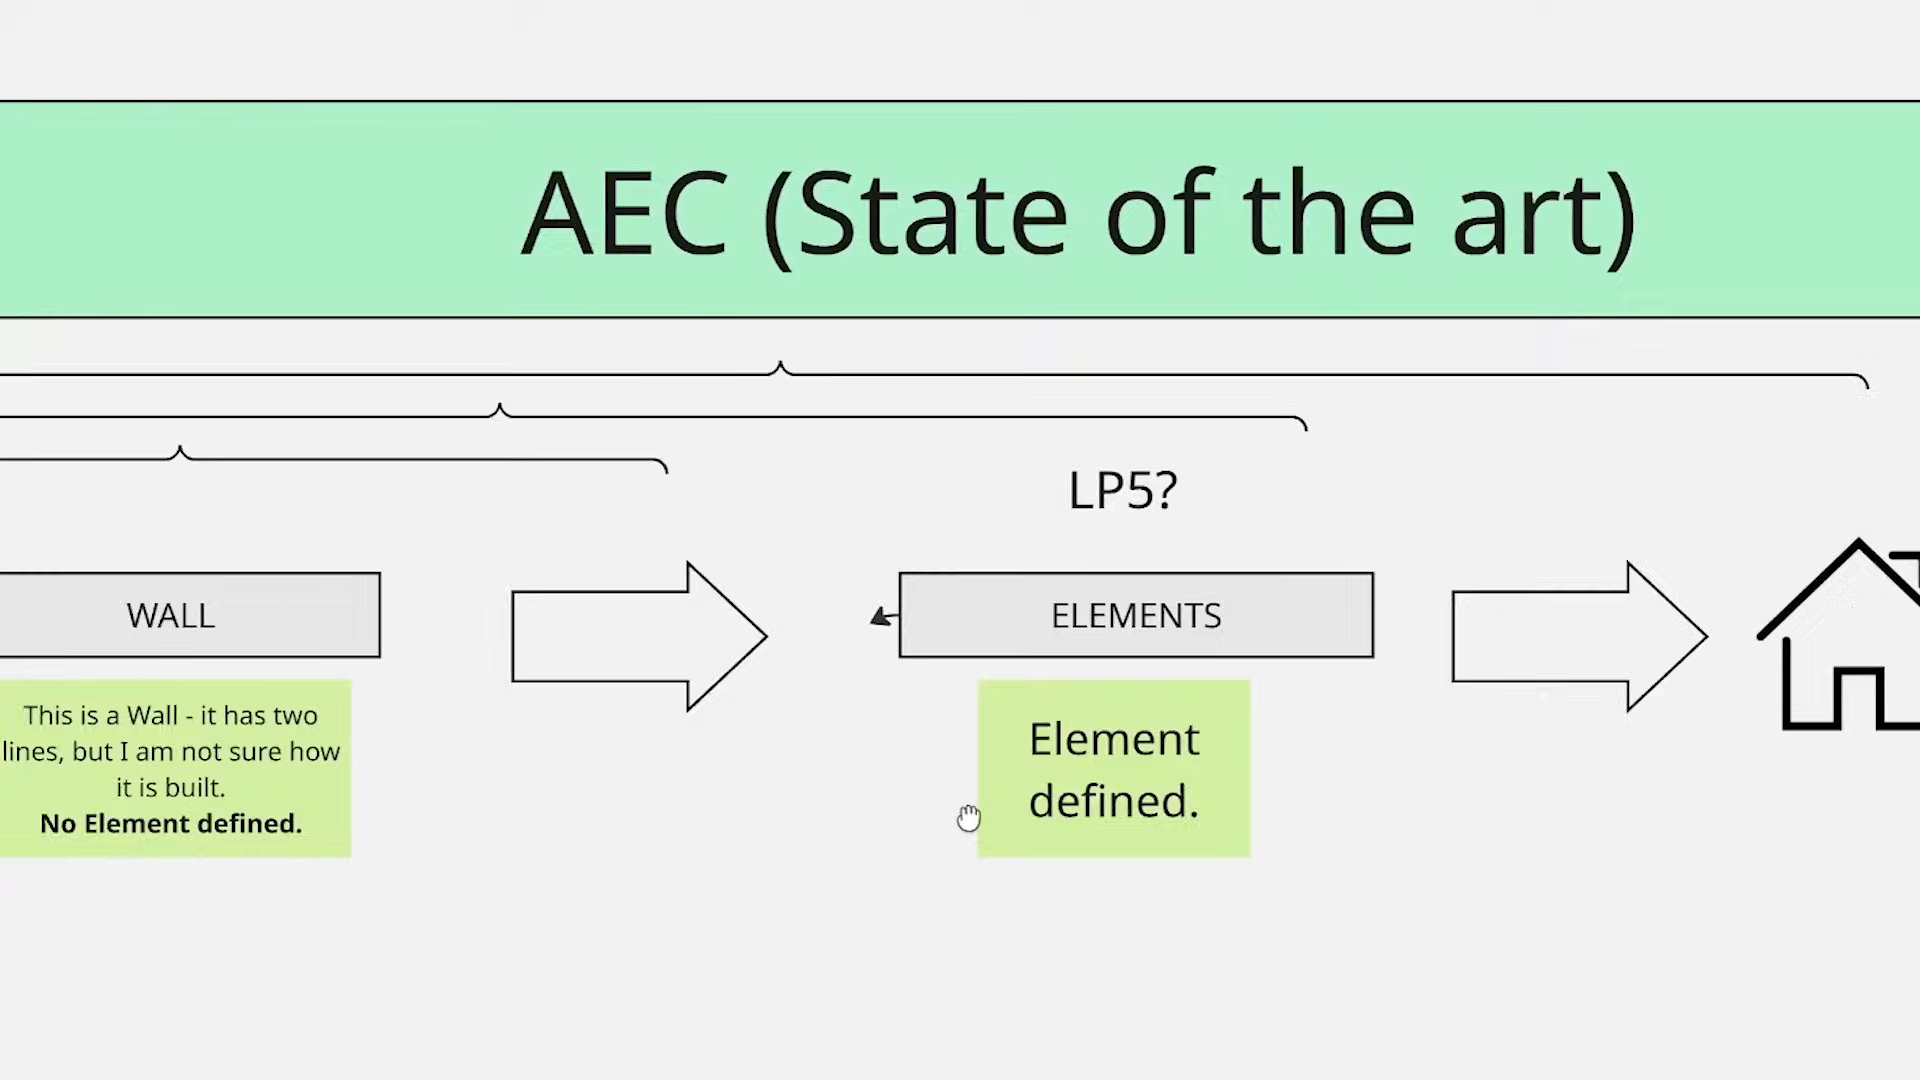 AEC (State of the art)
LP5?
WALL
ELEMENTS
This is a Wall - it has two
lines, but I am not sure how
it is built.
No Element defined.
Element
defined.